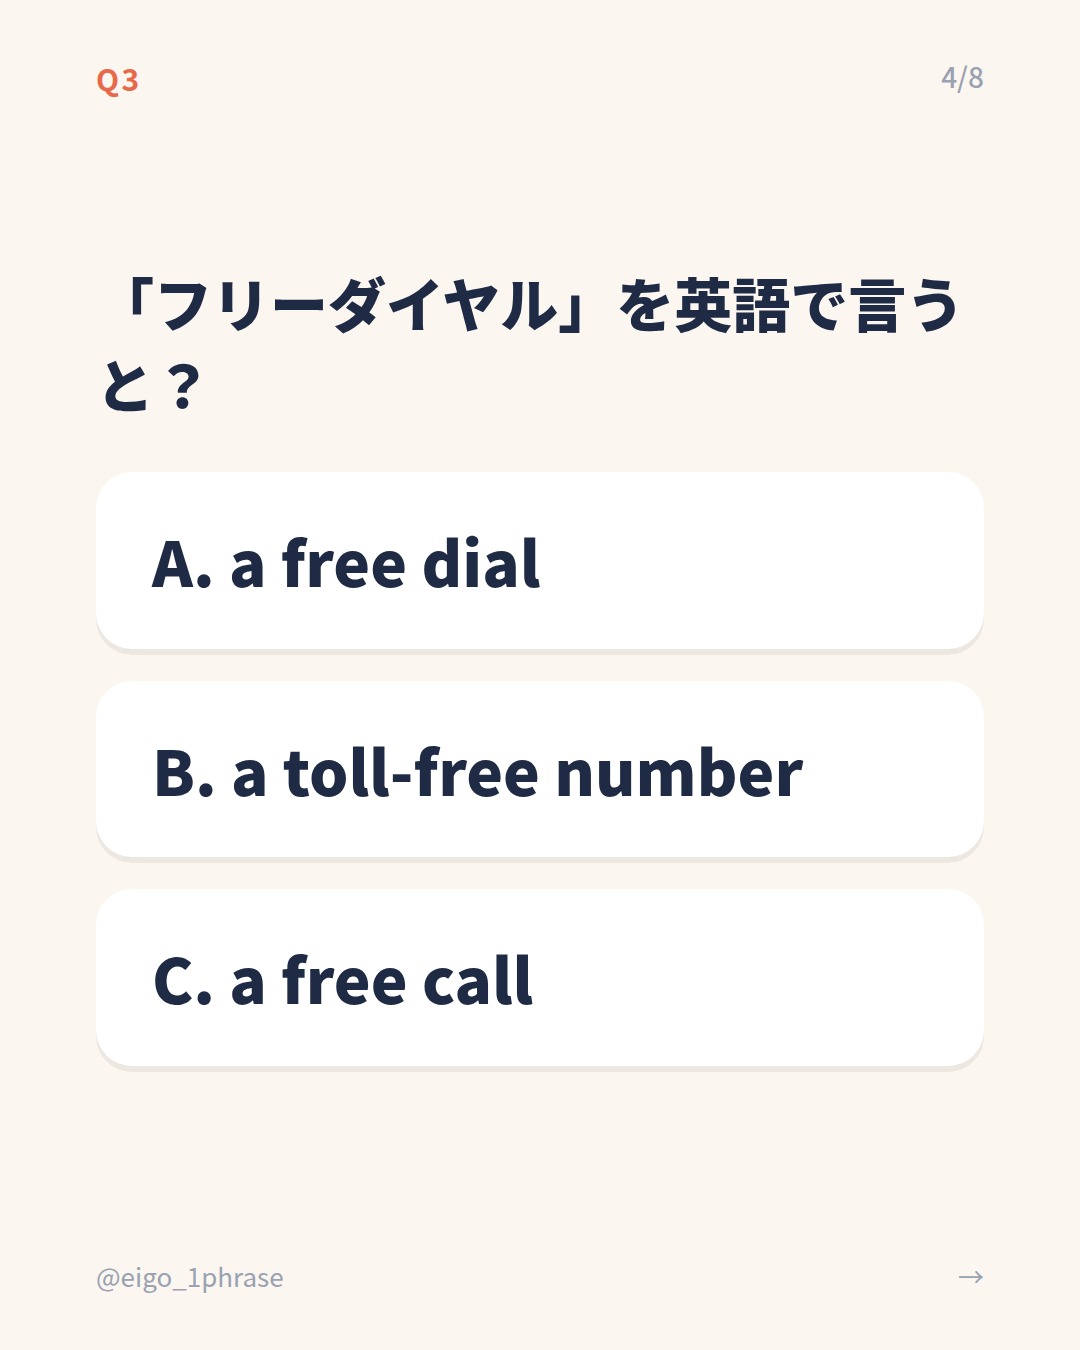 Q3
4/8
「フリーダイヤル」を英語で言う
と？
A. a free dial
B. a toll-free number
C. a free call
@eigo_1phrase
→